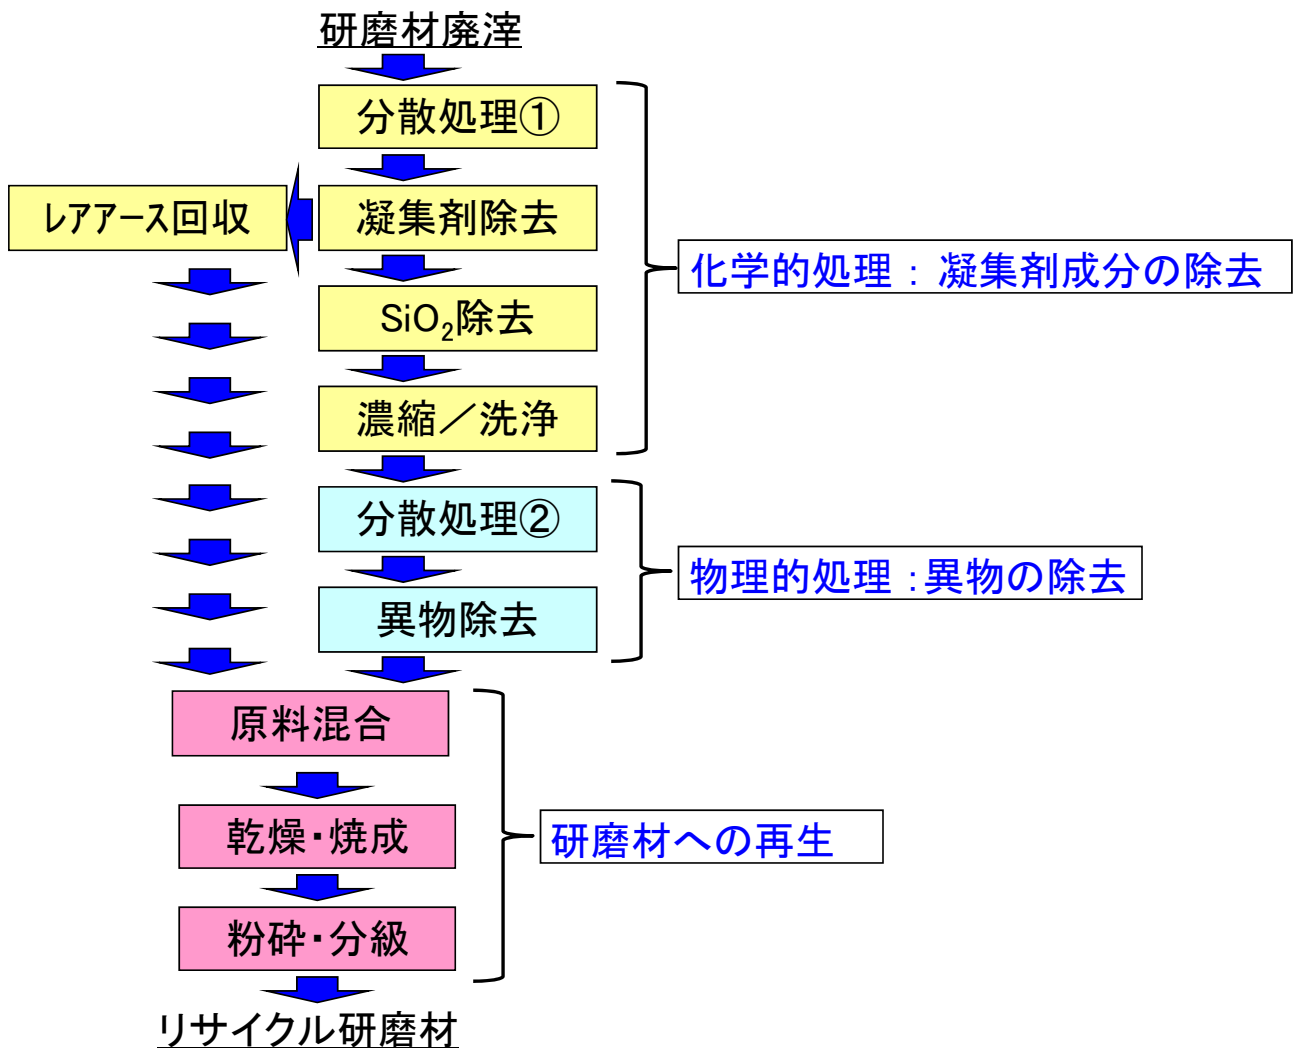 研磨材廃滓
分散処理①
レアアース回収
凝集剤除去
化学的処理：凝集剤成分の除去
SiO₂除去
濃縮／洗浄
分散処理②
物理的処理：異物の除去
異物除去
原料混合
乾燥・焼成
研磨材への再生
粉砕・分級
リサイクル研磨材